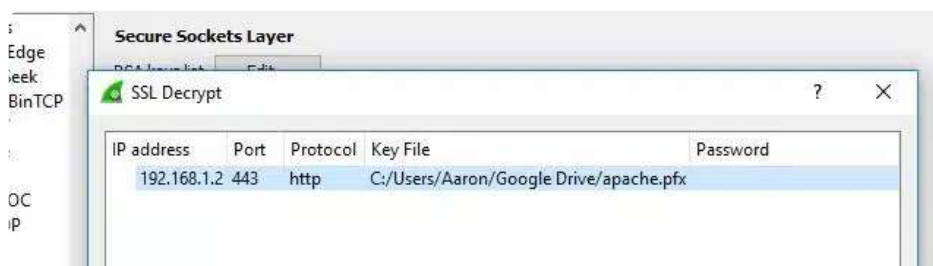 Edge
Secure Sockets Layer
BinTCP
SSL Decrypt ? X
IP address Port Protocol Key File Password
192.168.1.2 443 http C:/Users/Aaron/Google Drive/apache.pfx